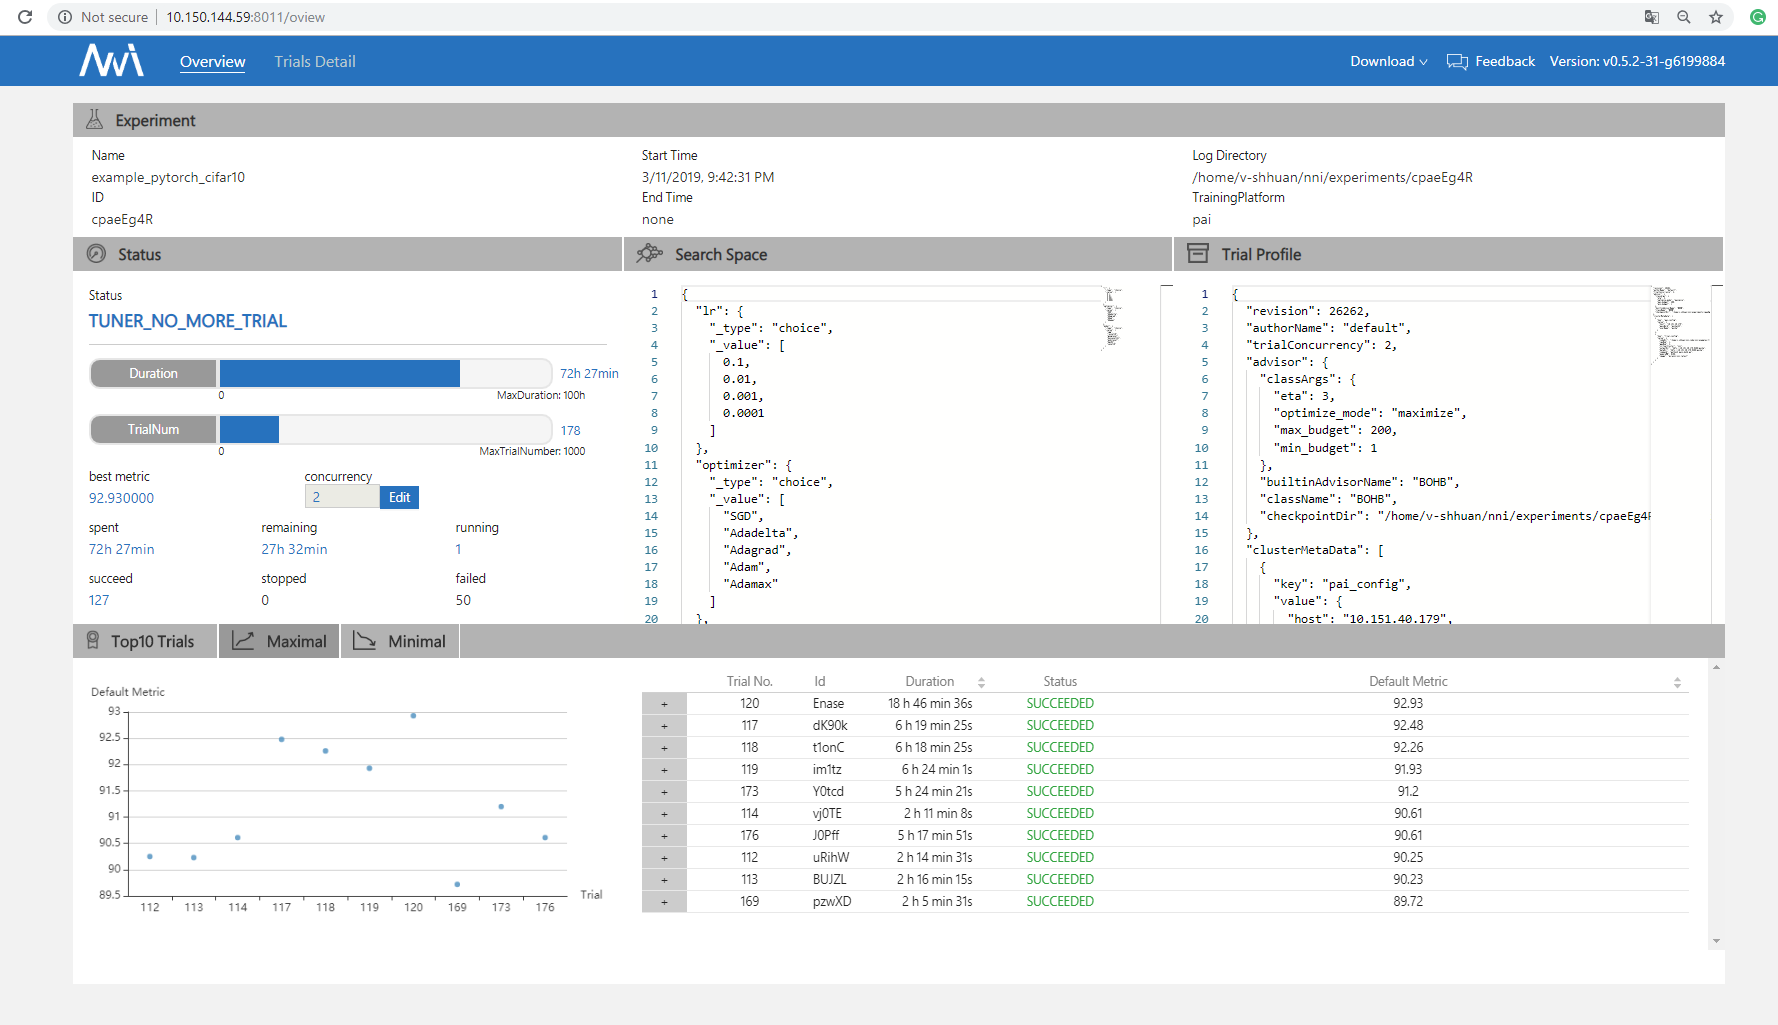 Not secure | 10.150.144.59:8011/oview
NNI
Overview
Trials Detail
Download
Feedback
Version: v0.5.2-31-g6199884
Experiment
Name
example_pytorch_cifar10
ID
cpaeEg4R
Start Time
3/11/2019, 9:42:31 PM
End Time
none
Log Directory
/home/v-shhuan/nni/experiments/cpaeEg4R
TrainingPlatform
pai
Status
Status
TUNER_NO_MORE_TRIAL
Duration
72h 27min
0
MaxDuration: 100h
TrialNum
178
0
MaxTrialNumber: 1000
best metric
92.930000
concurrency
2
Edit
spent
72h 27min
remaining
27h 32min
running
1
succeed
127
stopped
0
failed
50
Search Space
1 {
2 "lr": {
3 "_type": "choice",
4 "_value": [
5 0.1,
6 0.01,
7 0.001,
8 0.0001
9 ]
10 },
11 "optimizer": {
12 "_type": "choice",
13 "_value": [
14 "SGD",
15 "Adadelta",
16 "Adagrad",
17 "Adam",
18 "Adamax"
19 ]
20 },
Trial Profile
1 {
2 "revision": 26262,
3 "authorName": "default",
4 "trialConcurrency": 2,
5 "advisor": {
6 "classArgs": {
7 "eta": 3,
8 "optimize_mode": "maximize",
9 "max_budget": 200,
10 "min_budget": 1
11 },
12 "builtinAdvisorName": "BOHB",
13 "className": "BOHB",
14 "checkpointDir": "/home/v-shhuan/nni/experiments/cpaeEg4R
15 },
16 "clusterMetaData": [
17 {
18 "key": "pai_config",
19 "value": {
20 "host": "10.151.40.179",
Top10 Trials
Maximal
Minimal
Default Metric
93
92.5
92
91.5
91
90.5
90
89.5
112 113 114 117 118 119 120 169 173 176
Trial
Trial No. Id Duration Status Default Metric
+ 120 Enase 18 h 46 min 36s SUCCEEDED 92.93
+ 117 dK90k 6 h 19 min 25s SUCCEEDED 92.48
+ 118 t1onC 6 h 18 min 25s SUCCEEDED 92.26
+ 119 im1tz 6 h 24 min 1s SUCCEEDED 91.93
+ 173 Y0tcd 5 h 24 min 21s SUCCEEDED 91.2
+ 114 vj0TE 2 h 11 min 8s SUCCEEDED 90.61
+ 176 J0Pff 5 h 17 min 51s SUCCEEDED 90.61
+ 112 uRihW 2 h 14 min 31s SUCCEEDED 90.25
+ 113 BUJZL 2 h 16 min 15s SUCCEEDED 90.23
+ 169 pzwXD 2 h 5 min 31s SUCCEEDED 89.72